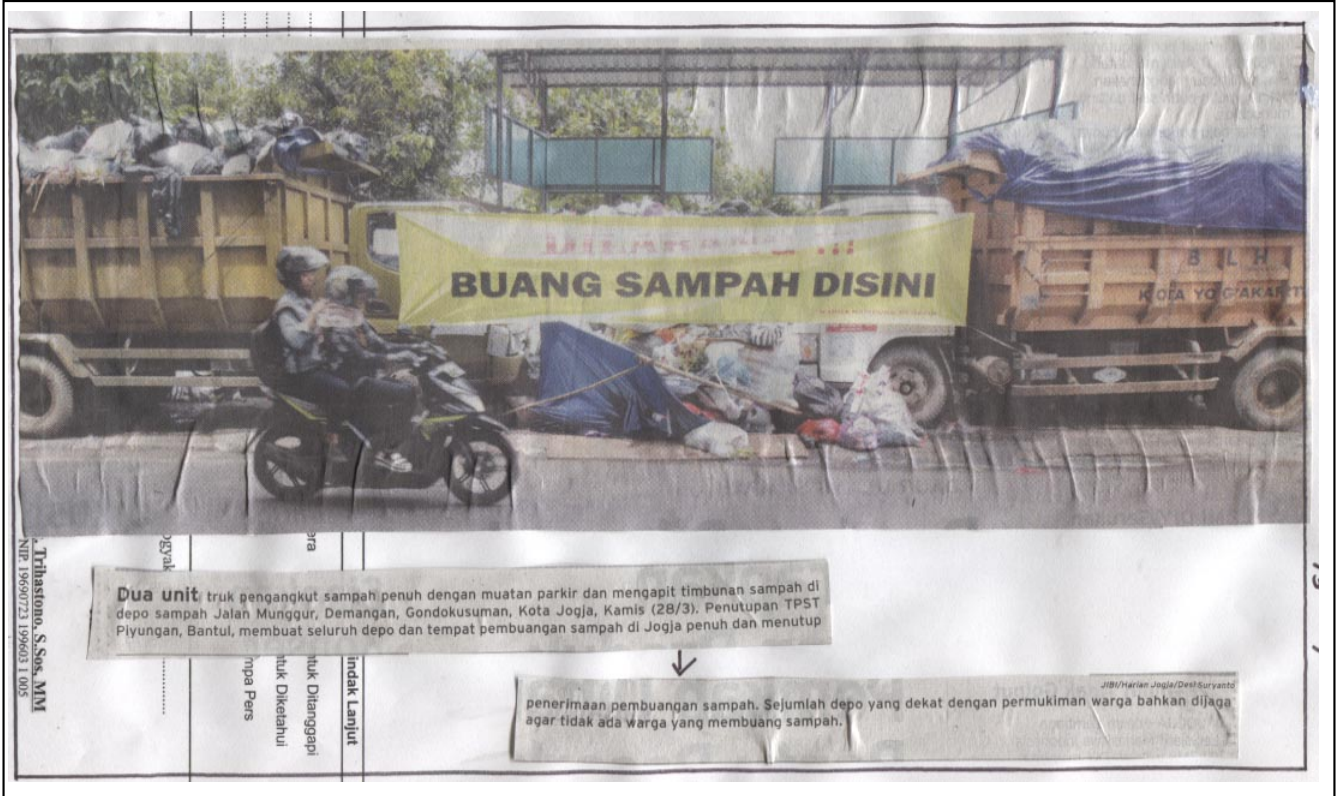 BUANG SAMPAH DISINI
B L H
KOTA YOGYAKARTA
Dua unit truk pengangkut sampah penuh dengan muatan parkir dan mengapit timbunan sampah di
depo sampah Jalan Munggur, Demangan, Gondokusuman, Kota Jogja, Kamis (28/3). Penutupan TPST
Piyungan, Bantul, membuat seluruh depo dan tempat pembuangan sampah di Jogja penuh dan menutup
JIBI/Harian Jogja/Desi Suryanto
penerimaan pembuangan sampah. Sejumlah depo yang dekat dengan permukiman warga bahkan dijaga
agar tidak ada warga yang membuang sampah.
indak Lanjut
tuk Ditanggapi
tuk Diketahui
mpa Pers
era
ogyak
. Trihastono, S.Sos, MM
NIP. 19690723 199603 1 005